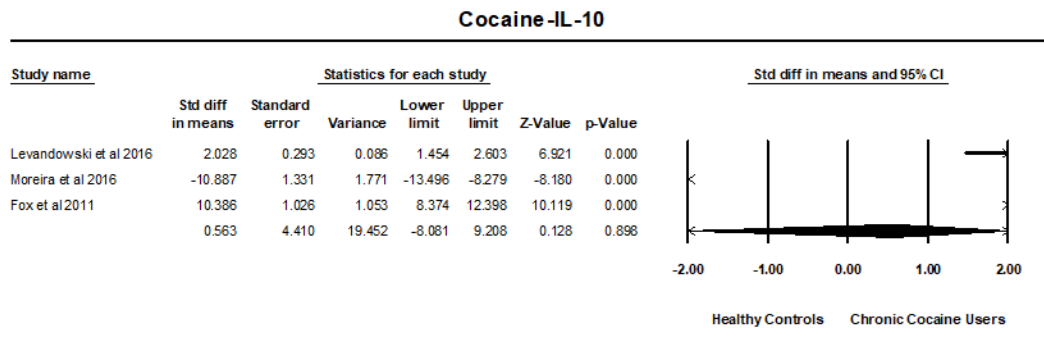 Cocaine-IL-10
Study name Statistics for each study Std diff in means and 95% CI
Std diff Standard Lower Upper
in means error Variance limit limit Z-Value p-Value
Levandowski et al 2016 2.028 0.293 0.086 1.454 2.603 6.921 0.000
Moreira et al 2016 -10.887 1.331 1.771 -13.496 -8.279 -8.180 0.000
Fox et al 2011 10.386 1.026 1.053 8.374 12.398 10.119 0.000
0.563 4.410 19.452 -8.081 9.208 0.128 0.898
-2.00 -1.00 0.00 1.00 2.00
Healthy Controls Chronic Cocaine Users